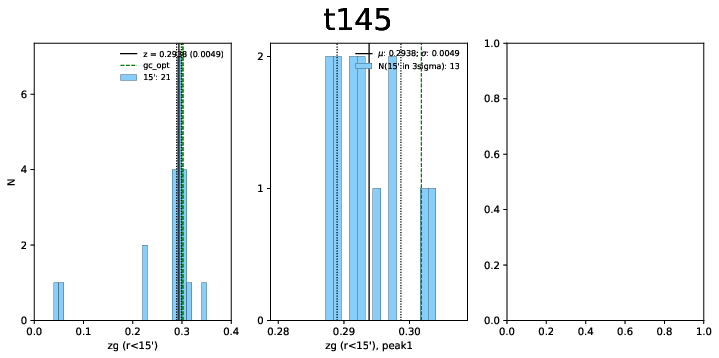 t145
z = 0.2938 (0.0049)
gc_opt
15': 21
N
6
4
2
0
0.0 0.1 0.2 0.3 0.4
zg (r<15')
μ: 0.2938; σ: 0.0049
N(15' in 3sigma): 13
2
1
0
0.28 0.29 0.30
zg (r<15'), peak1
1.0
0.8
0.6
0.4
0.2
0.0
0.0 0.2 0.4 0.6 0.8 1.0